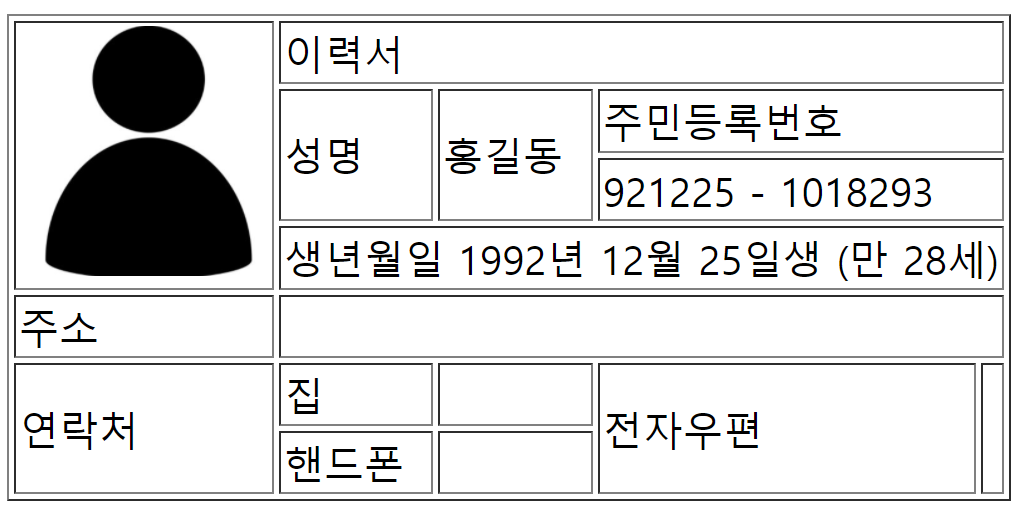 이력서
성명
홍길동
주민등록번호
921225 - 1018293
생년월일 1992년 12월 25일생 (만 28세)
주소
연락처
집
전자우편
핸드폰